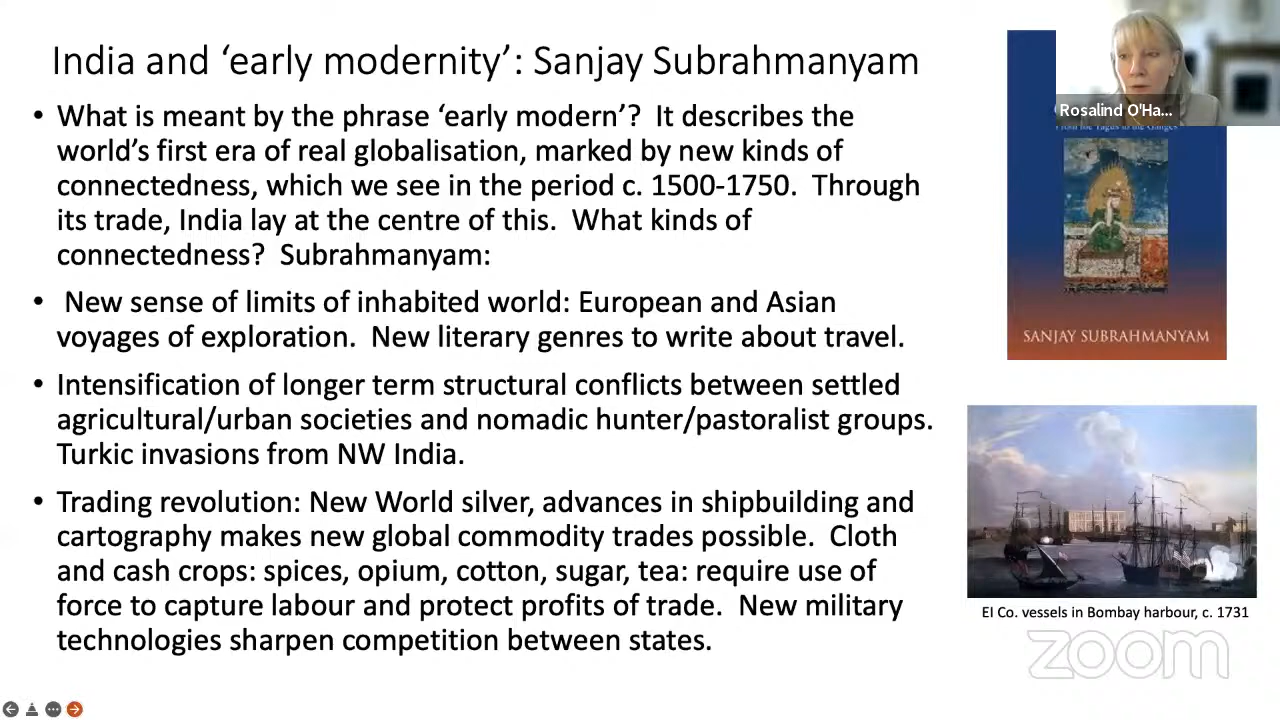 India and ‘early modernity’: Sanjay Subrahmanyam
• What is meant by the phrase ‘early modern’?  It describes the
world’s first era of real globalisation, marked by new kinds of
connectedness, which we see in the period c. 1500-1750.  Through
its trade, India lay at the centre of this.  What kinds of
connectedness?  Subrahmanyam:
• New sense of limits of inhabited world: European and Asian
voyages of exploration.  New literary genres to write about travel.
• Intensification of longer term structural conflicts between settled
agricultural/urban societies and nomadic hunter/pastoralist groups.
Turkic invasions from NW India.
• Trading revolution: New World silver, advances in shipbuilding and
cartography makes new global commodity trades possible.  Cloth
and cash crops: spices, opium, cotton, sugar, tea: require use of
force to capture labour and protect profits of trade.  New military
technologies sharpen competition between states.
Rosalind O'Ha...
From the Tagus to the Ganges
SANJAY SUBRAHMANYAM
EI Co. vessels in Bombay harbour, c. 1731
zoom